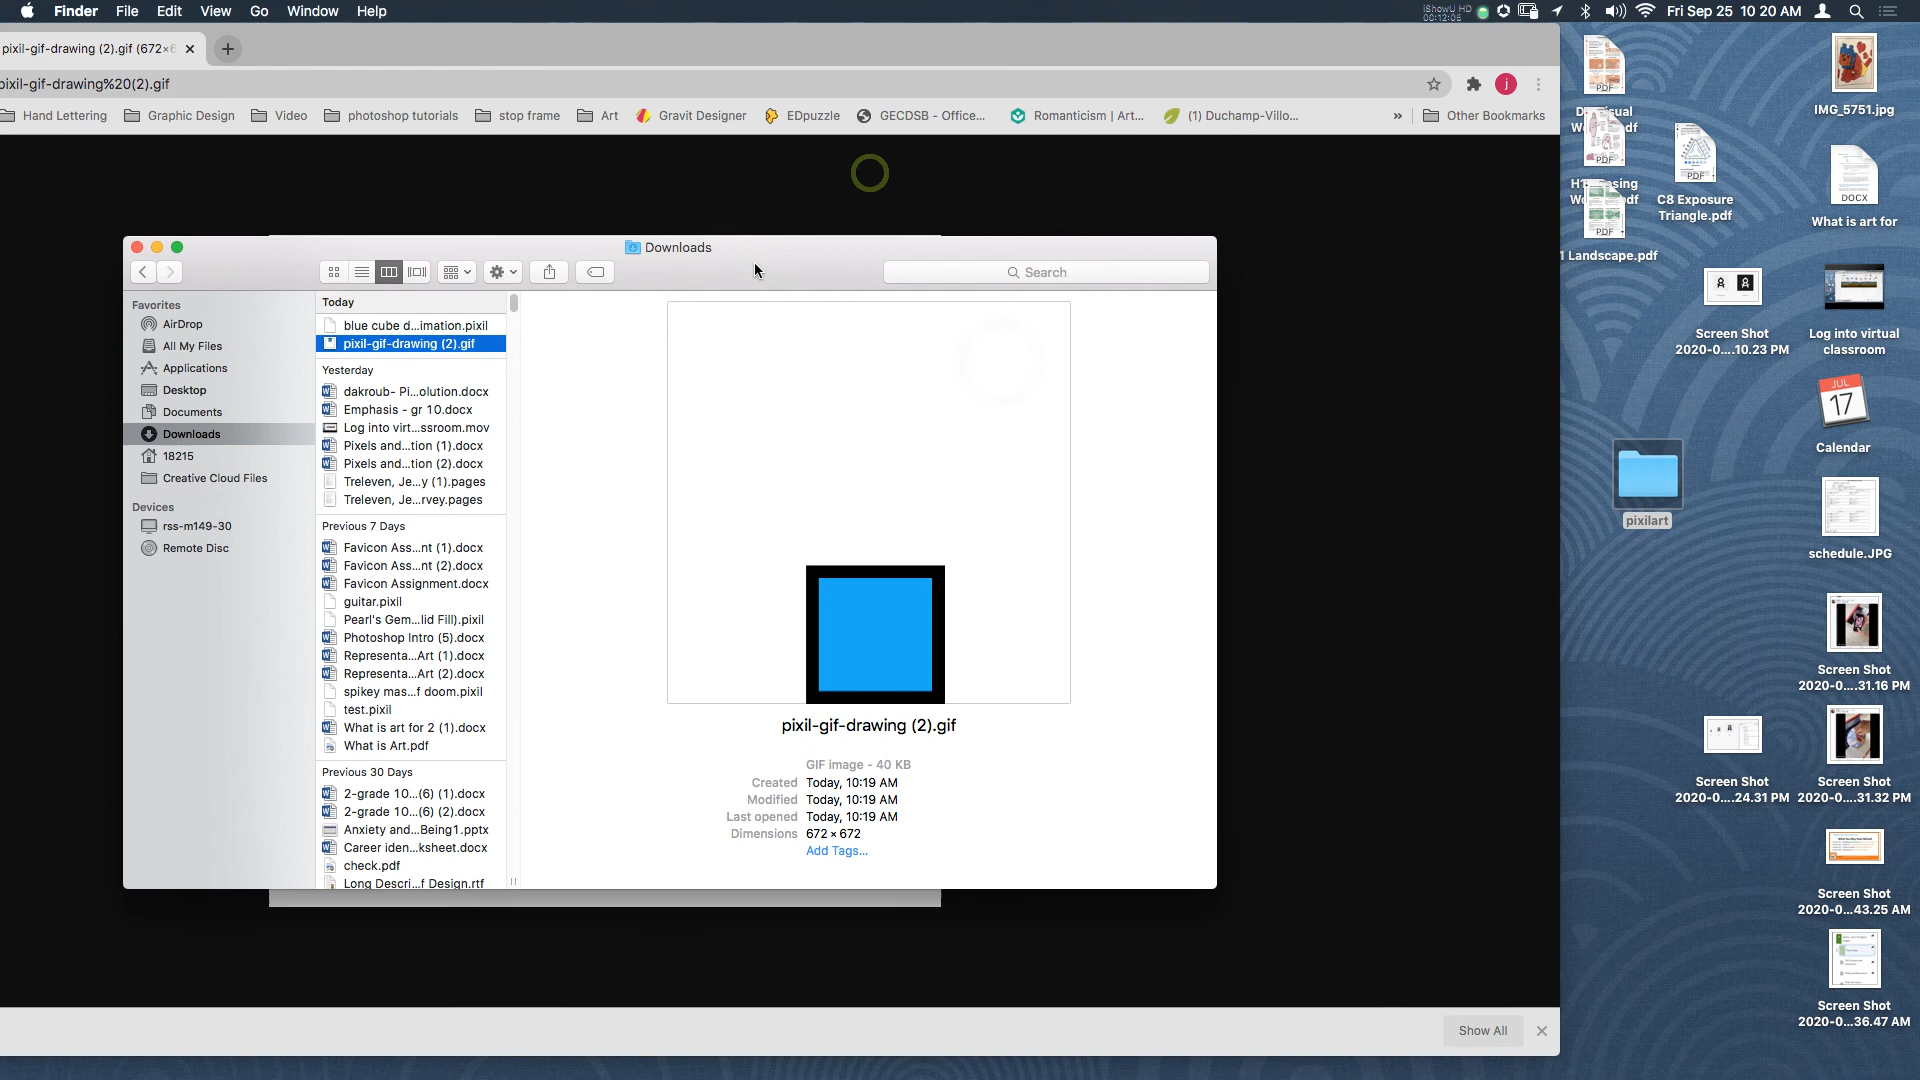 Finder File Edit View Go Window Help
iShowU HD
00:12:05
Fri Sep 25 10 20 AM
pixil-gif-drawing (2).gif (672×6
pixil-gif-drawing%20(2).gif
j
Hand Lettering Graphic Design Video photoshop tutorials stop frame Art Gravit Designer EDpuzzle GECDSB - Office... Romanticism | Art... (1) Duchamp-Villo... » Other Bookmarks
Downloads
Search
Favorites
AirDrop
All My Files
Applications
Desktop
Documents
Downloads
18215
Creative Cloud Files
Devices
rss-m149-30
Remote Disc
Today
blue cube d...imation.pixil
pixil-gif-drawing (2).gif
Yesterday
dakroub- Pi...olution.docx
Emphasis - gr 10.docx
Log into virt...ssroom.mov
Pixels and...tion (1).docx
Pixels and...tion (2).docx
Treleven, Je...y (1).pages
Treleven, Je...rvey.pages
Previous 7 Days
Favicon Ass...nt (1).docx
Favicon Ass...nt (2).docx
Favicon Assignment.docx
guitar.pixil
Pearl's Gem...lid Fill).pixil
Photoshop Intro (5).docx
Representa...Art (1).docx
Representa...Art (2).docx
spikey mas...f doom.pixil
test.pixil
What is art for 2 (1).docx
What is Art.pdf
Previous 30 Days
2-grade 10...(6) (1).docx
2-grade 10...(6) (2).docx
Anxiety and...Being1.pptx
Career iden...ksheet.docx
check.pdf
Long Descri...f Design.rtf
pixil-gif-drawing (2).gif
GIF image - 40 KB
Created Today, 10:19 AM
Modified Today, 10:19 AM
Last opened Today, 10:19 AM
Dimensions 672 × 672
Add Tags...
Show All
PDF
PDF
PDF
1 Landscape.pdf
PDF
C8 Exposure
Triangle.pdf
Screen Shot
2020-0....10.23 PM
pixilart
Screen Shot
2020-0....24.31 PM
IMG_5751.jpg
DOCX
What is art for
Log into virtual
classroom
JUL
17
Calendar
schedule.JPG
Screen Shot
2020-0....31.16 PM
Screen Shot
2020-0....31.32 PM
Screen Shot
2020-0...43.25 AM
Screen Shot
2020-0...36.47 AM